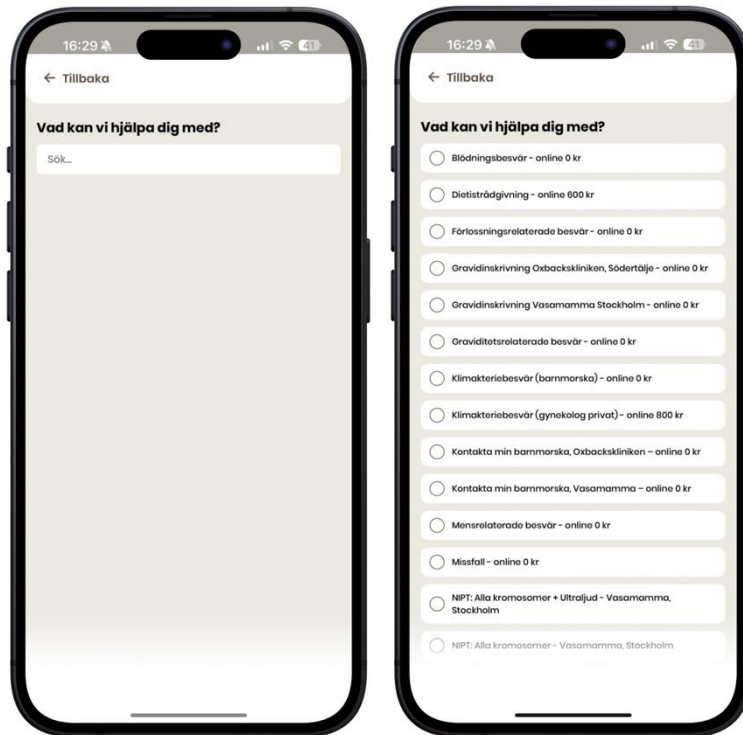 16:29
41
← Tillbaka
Vad kan vi hjälpa dig med?
Sök...
16:29
41
← Tillbaka
Vad kan vi hjälpa dig med?
Blödningsbesvär - online 0 kr
Dietistrådgivning - online 600 kr
Förlossningsrelaterade besvär - online 0 kr
Gravidinskrivning Oxbackskliniken, Södertälje - online 0 kr
Gravidinskrivning Vasamamma Stockholm - online 0 kr
Graviditetsrelaterade besvär - online 0 kr
Klimakteriebesvär (barnmorska) - online 0 kr
Klimakteriebesvär (gynekolog privat) - online 800 kr
Kontakta min barnmorska, Oxbackskliniken – online 0 kr
Kontakta min barnmorska, Vasamamma – online 0 kr
Mensrelaterade besvär - online 0 kr
Missfall - online 0 kr
NIPT: Alla kromosomer + Ultraljud - Vasamamma,
Stockholm
NIPT: Alla kromosomer - Vasamamma, Stockholm